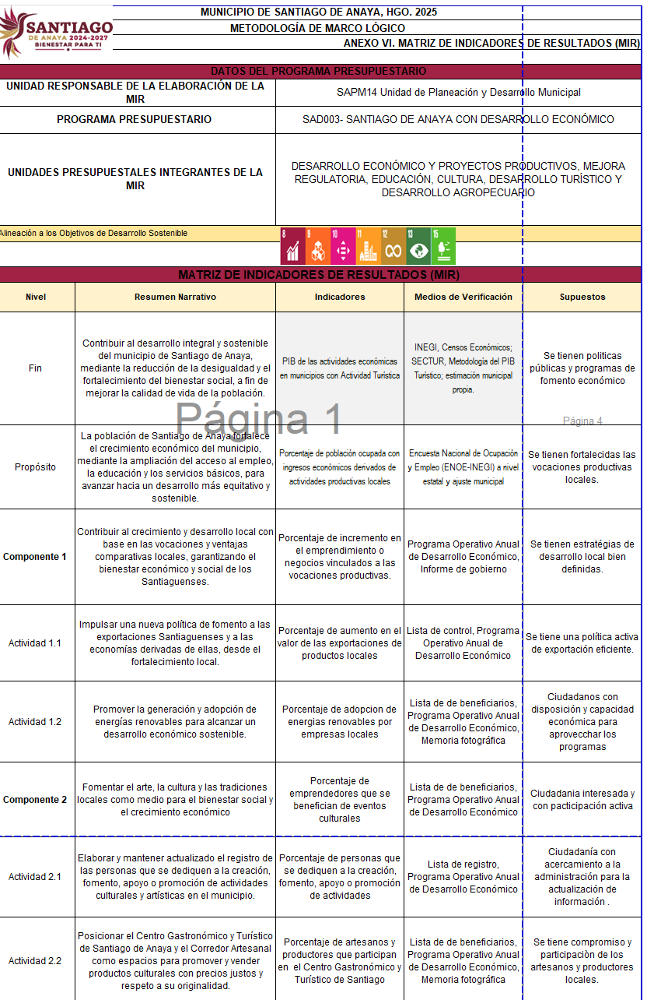 SANTIAGO
DE ANAYA 2024-2027
BIENESTAR PARA TI
MUNICIPIO DE SANTIAGO DE ANAYA, HGO. 2025
METODOLOGÍA DE MARCO LÓGICO
ANEXO VI. MATRIZ DE INDICADORES DE RESULTADOS (MIR)
DATOS DEL PROGRAMA PRESUPUESTARIO
UNIDAD RESPONSABLE DE LA ELABORACIÓN DE LA
MIR
SAPM14 Unidad de Planeación y Desarrollo Municipal
PROGRAMA PRESUPUESTARIO
SAD003- SANTIAGO DE ANAYA CON DESARROLLO ECONÓMICO
UNIDADES PRESUPUESTALES INTEGRANTES DE LA
MIR
DESARROLLO ECONÓMICO Y PROYECTOS PRODUCTIVOS, MEJORA
REGULATORIA, EDUCACIÓN, CULTURA, DESARROLLO TURÍSTICO Y
DESARROLLO AGROPECUARIO
Alineación a los Objetivos de Desarrollo Sostenible
8 9 10 11 12 13 15
MATRIZ DE INDICADORES DE RESULTADOS (MIR)
Nivel
Resumen Narrativo
Indicadores
Medios de Verificación
Supuestos
Fin
Contribuir al desarrollo integral y sostenible
del municipio de Santiago de Anaya,
mediante la reducción de la desigualdad y el
fortalecimiento del bienestar social, a fin de
mejorar la calidad de vida de la población.
PIB de las actividades económicas
en municipios con Actividad Turística
INEGI, Censos Económicos;
SECTUR, Metodología del PIB
Turístico; estimación municipal
propia.
Se tienen politicas
públicas y programas de
fomento económico
Página 1
Página 4
Propósito
La población de Santiago de Anaya fortalece
el crecimiento económico del municipio,
mediante la ampliación del acceso al empleo,
la educación y los servicios básicos, para
avanzar hacia un desarrollo más equitativo y
sostenible.
Porcentaje de población ocupada con
ingresos económicos derivados de
actividades productivas locales
Encuesta Nacional de Ocupación
y Empleo (ENOE-INEGI) a nivel
estatal y ajuste municipal
Se tienen fortalecidas las
vocaciones productivas
locales.
Componente 1
Contribuir al crecimiento y desarrollo local con
base en las vocaciones y ventajas
comparativas locales, garantizando el
bienestar económico y social de los
Santiaguenses.
Porcentaje de incremento en
el emprendimiento o
negocios vinculados a las
vocaciones productivas.
Programa Operativo Anual
de Desarrollo Económico,
Informe de gobierno
Se tienen estratégias de
desarrollo local bien
definidas.
Actividad 1.1
Impulsar una nueva política de fomento a las
exportaciones Santiaguenses y a las
economías derivadas de ellas, desde el
fortalecimiento local.
Porcentaje de aumento en el
valor de las exportaciones de
productos locales
Lista de control, Programa
Operativo Anual de
Desarrollo Económico
Se tiene una política activa
de exportación eficiente.
Actividad 1.2
Promover la generación y adopción de
energías renovables para alcanzar un
desarrollo económico sostenible.
Porcentaje de adopcion de
energias renovables por
empresas locales
Lista de de beneficiarios,
Programa Operativo Anual
de Desarrollo Económico,
Memoria fotográfica
Ciudadanos con
disposición y capacidad
económica para
aprovecchar los
programas
Componente 2
Fomentar el arte, la cultura y las tradiciones
locales como medio para el bienestar social y
el crecimiento económico
Porcentaje de
emprendedores que se
benefician de eventos
culturales
Lista de de beneficiarios,
Programa Operativo Anual
de Desarrollo Económico
Ciudadania interesada y
con pacticipación activa
Actividad 2.1
Elaborar y mantener actualizado el registro de
las personas que se dediquen a la creación,
fomento, apoyo o promoción de actividades
culturales y artísticas en el municipio.
Porcentaje de personas que
se dediquen a la creación,
fomento, apoyo o promoción
de actividades
Lista de registro,
Programa Operativo Anual
de Desarrollo Económico
Ciudadanía con
acercamiento a la
administración para la
actualización de
información .
Actividad 2.2
Posicionar el Centro Gastronómico y Turístico
de Santiago de Anaya y el Corredor Artesanal
como espacios para promover y vender
productos culturales con precios justos y
respeto a su originalidad.
Porcentaje de artesanos y
productores que participan
en el Centro Gastronómico y
Turístico de Santiago
Lista de de beneficiarios,
Programa Operativo Anual
de Desarrollo Económico,
Memoria fotográfica
Se tiene compromiso y
participaciòn de los
artesanos y productores
locales.